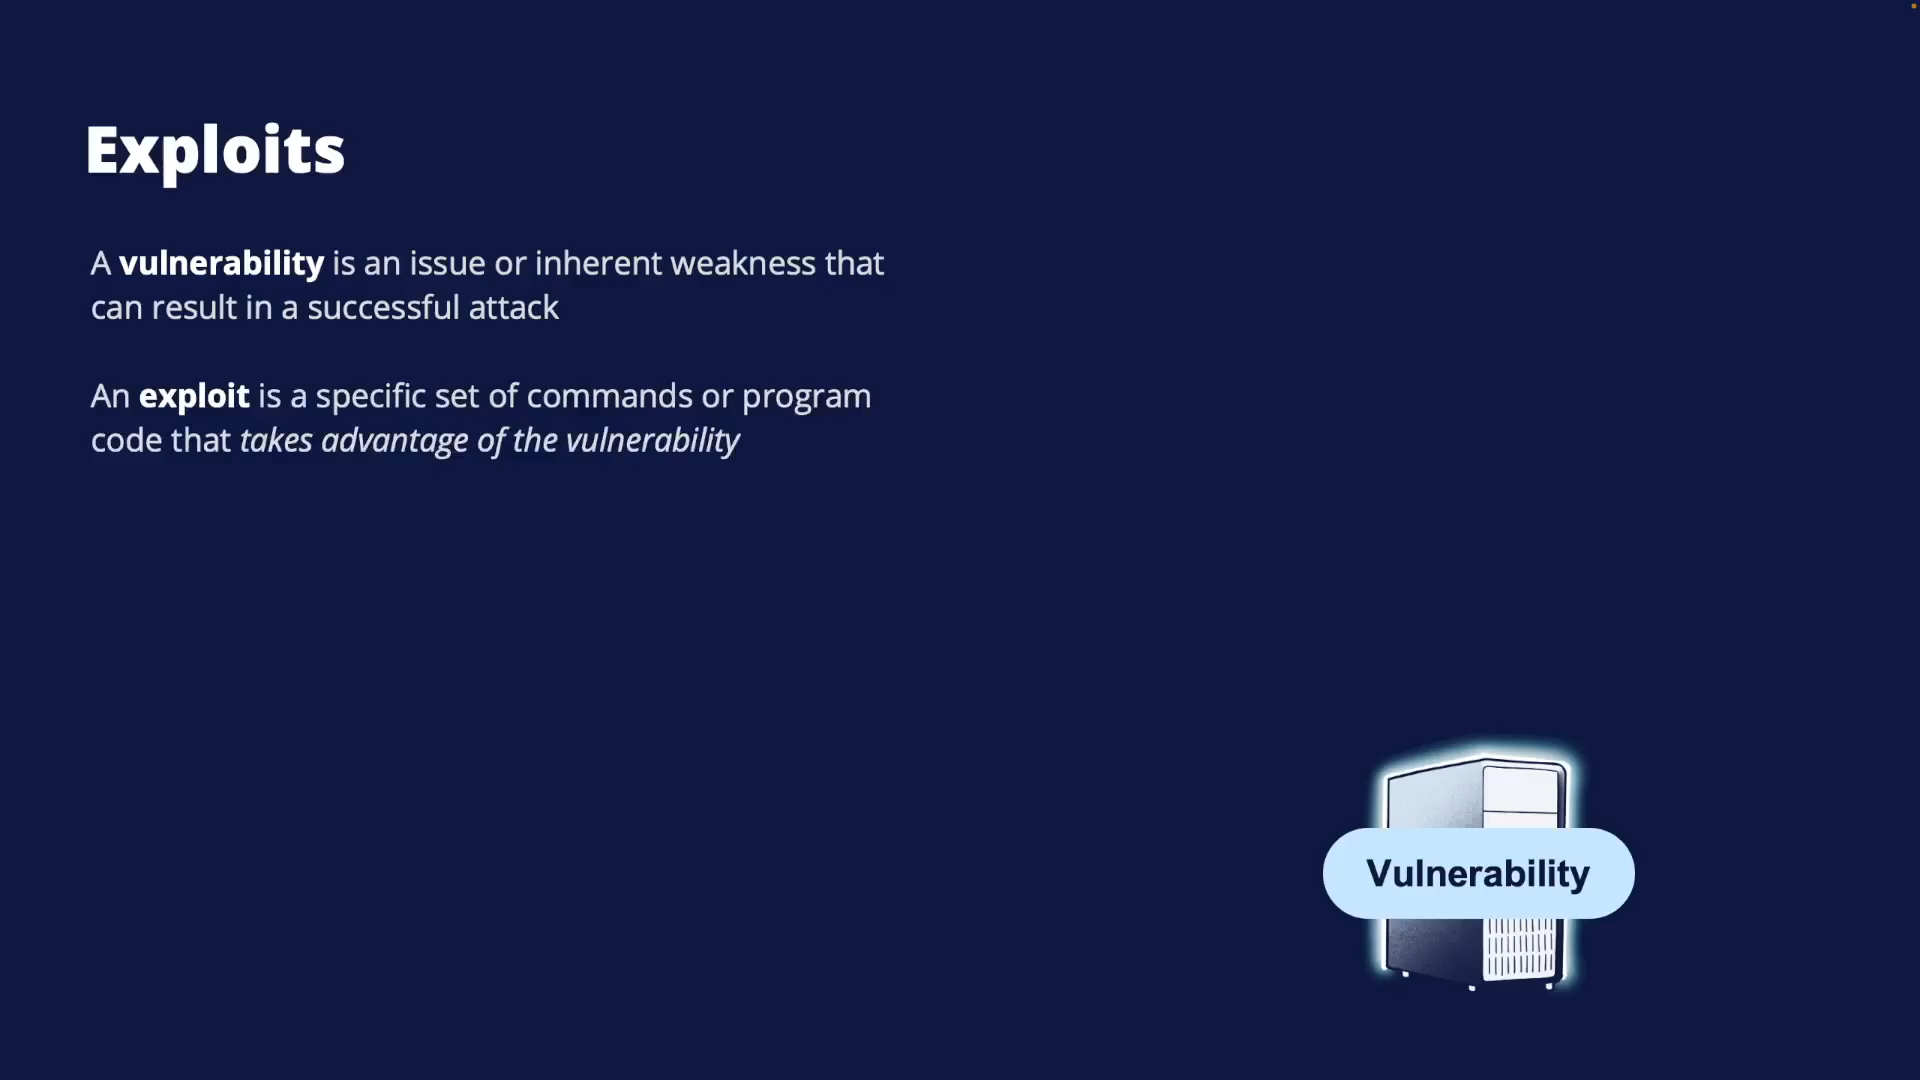 Exploits
A vulnerability is an issue or inherent weakness that
can result in a successful attack
An exploit is a specific set of commands or program
code that takes advantage of the vulnerability
Vulnerability